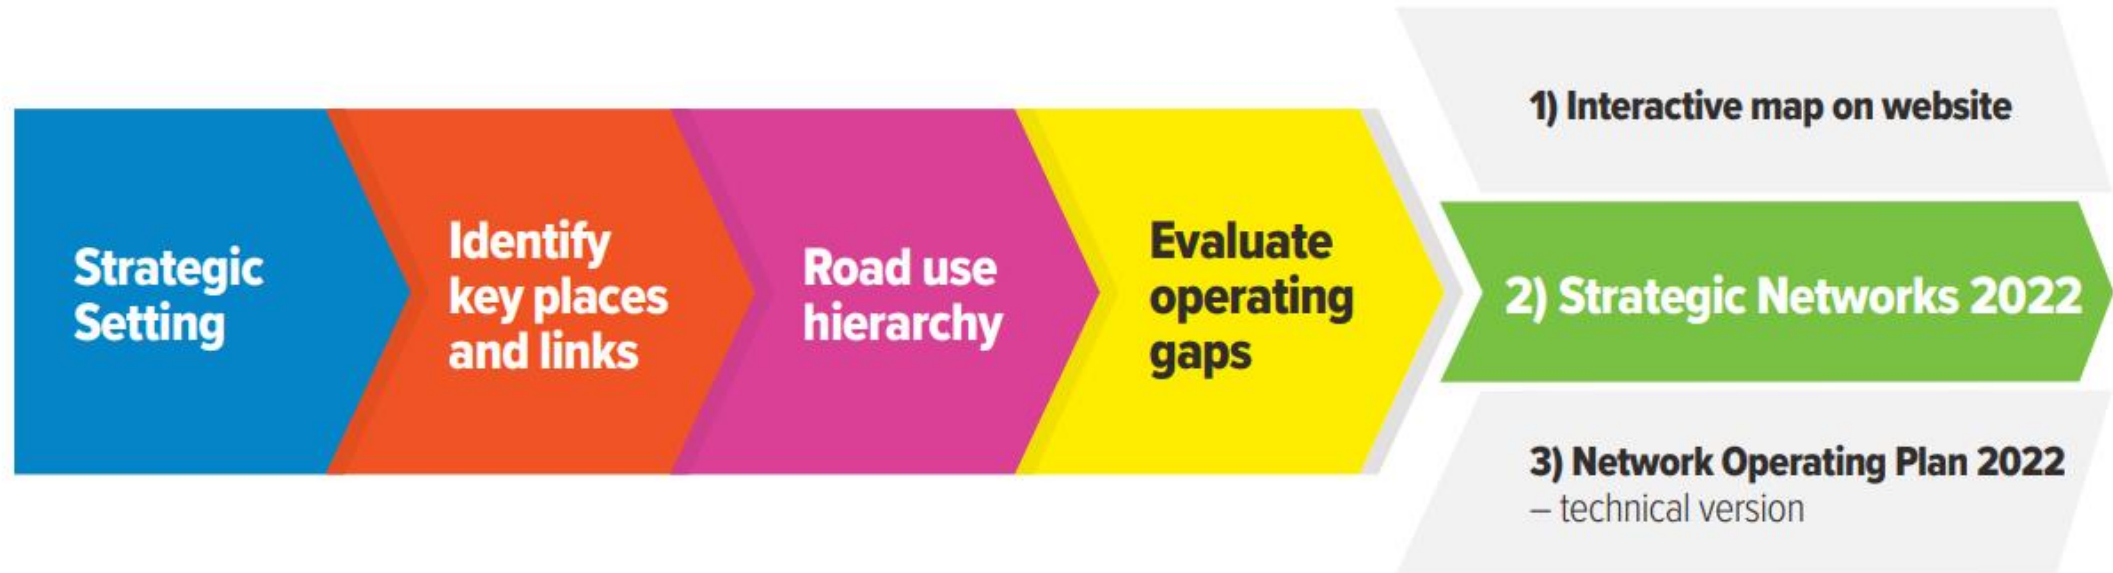 Strategic
Setting
Identify
key places
and links
Road use
hierarchy
Evaluate
operating
gaps
1) Interactive map on website
2) Strategic Networks 2022
3) Network Operating Plan 2022
– technical version